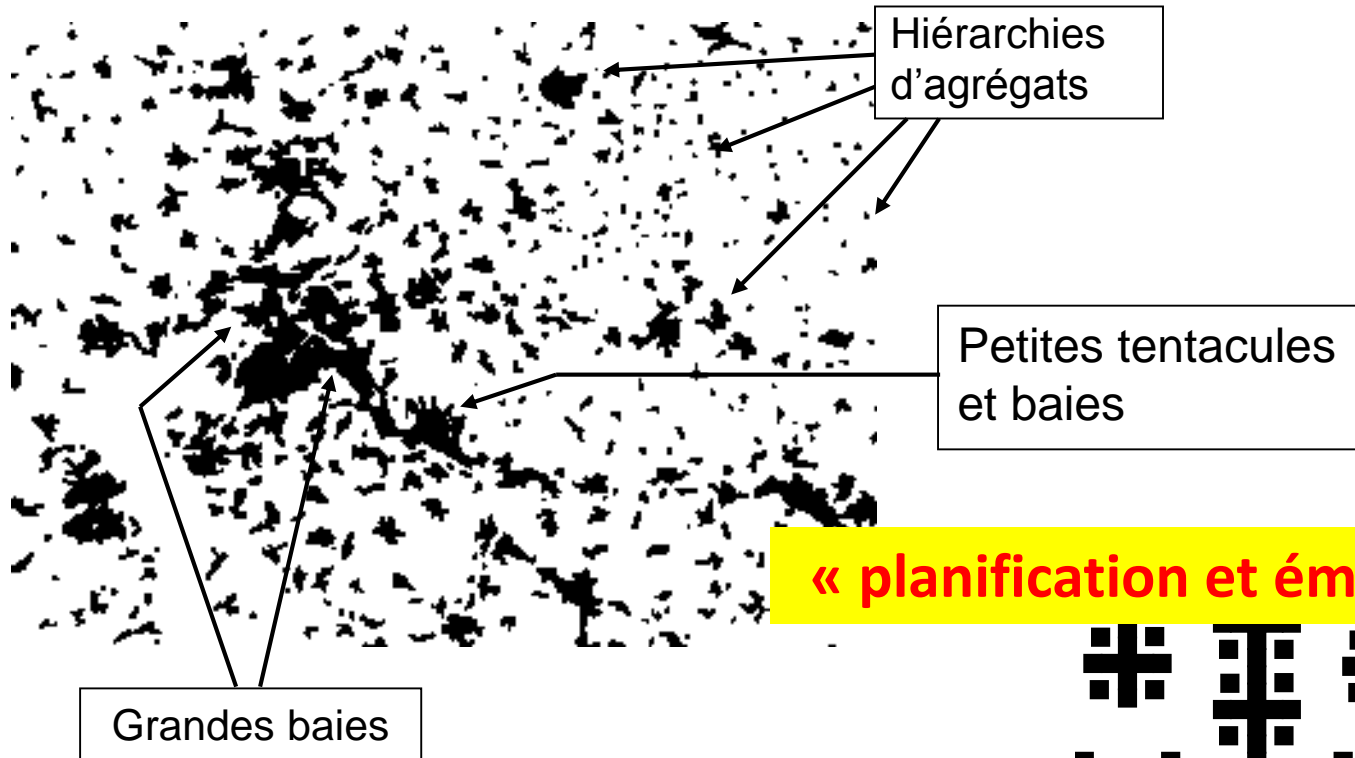 Hiérarchies
d’agrégats
Petites tentacules
et baies
« planification et ém
Grandes baies